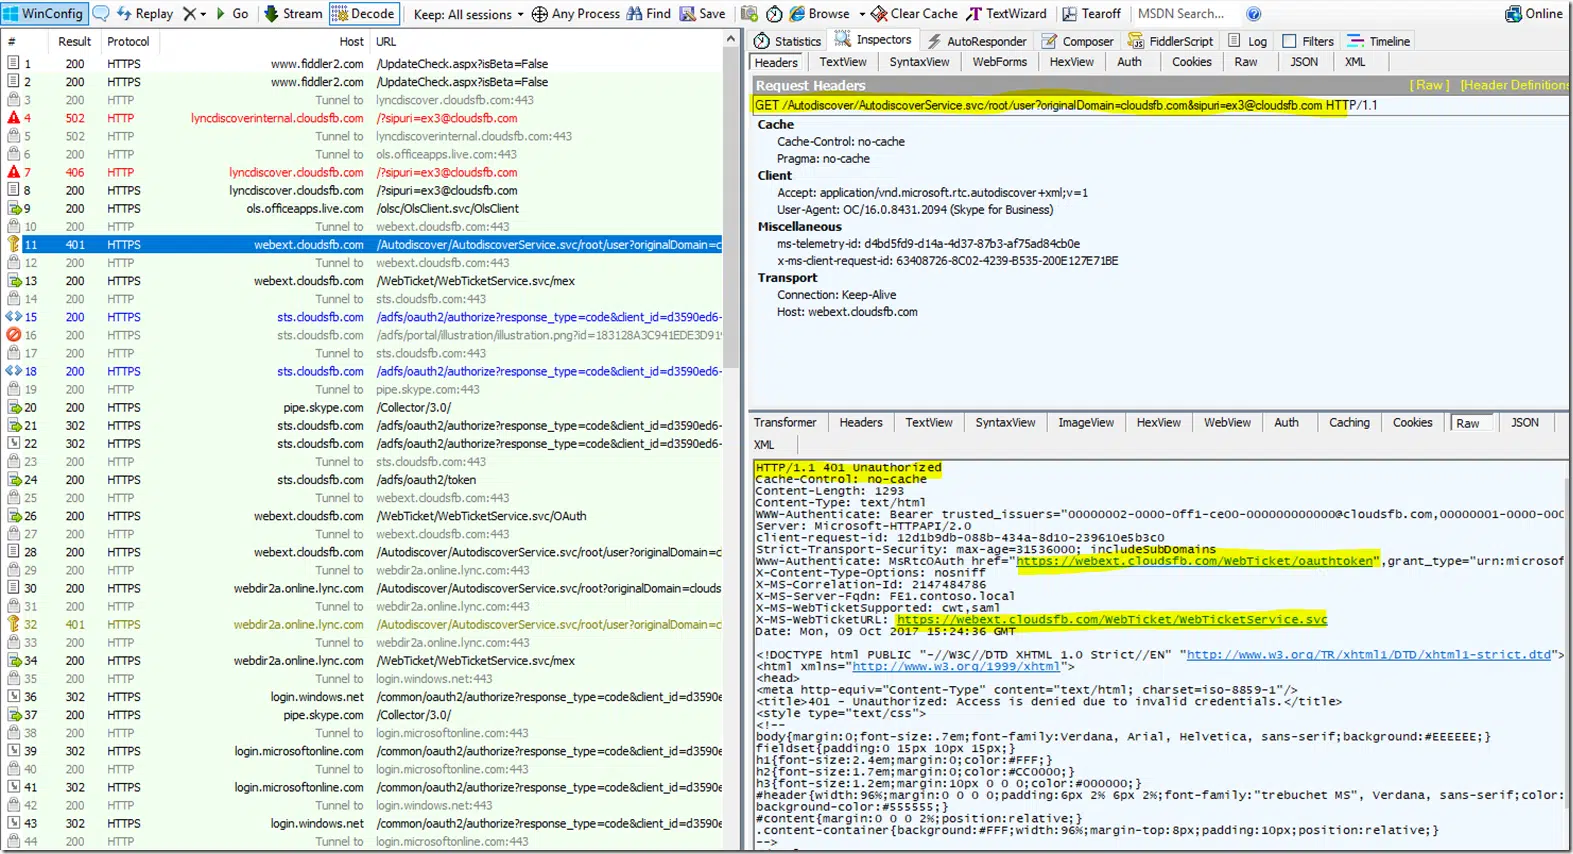 WinConfig Replay Go Stream Decode Keep: All sessions Any Process Find Save Browse Clear Cache TextWizard Tearoff MSDN Search... Online
# Result Protocol Host URL
1 200 HTTPS www.fiddler2.com /UpdateCheck.aspx?isBeta=False
2 200 HTTPS www.fiddler2.com /UpdateCheck.aspx?isBeta=False
3 200 HTTP Tunnel to lyncdiscover.cloudsfb.com:443
4 502 HTTP lyncdiscoverinternal.cloudsfb.com /?sipuri=ex3@cloudsfb.com
5 502 HTTP Tunnel to lyncdiscoverinternal.cloudsfb.com:443
6 200 HTTP Tunnel to ols.officeapps.live.com:443
7 406 HTTP lyncdiscover.cloudsfb.com /?sipuri=ex3@cloudsfb.com
8 200 HTTPS lyncdiscover.cloudsfb.com /?sipuri=ex3@cloudsfb.com
9 200 HTTPS ols.officeapps.live.com /olsc/OlsClient.svc/OlsClient
10 200 HTTP Tunnel to webext.cloudsfb.com:443
11 401 HTTPS webext.cloudsfb.com /Autodiscover/AutodiscoverService.svc/root/user?originalDomain=c
12 200 HTTP Tunnel to webext.cloudsfb.com:443
13 200 HTTPS webext.cloudsfb.com /WebTicket/WebTicketService.svc/mex
14 200 HTTP Tunnel to sts.cloudsfb.com:443
15 200 HTTPS sts.cloudsfb.com /adfs/oauth2/authorize?response_type=code&client_id=d3590ed6-
16 200 HTTPS sts.cloudsfb.com /adfs/portal/illustration/illustration.png?id=183128A3C941EDE3D919
17 200 HTTP Tunnel to sts.cloudsfb.com:443
18 200 HTTPS sts.cloudsfb.com /adfs/oauth2/authorize?response_type=code&client_id=d3590ed6-
19 200 HTTP Tunnel to pipe.skype.com:443
20 200 HTTPS pipe.skype.com /Collector/3.0/
21 302 HTTPS sts.cloudsfb.com /adfs/oauth2/authorize?response_type=code&client_id=d3590ed6-
22 302 HTTPS sts.cloudsfb.com /adfs/oauth2/authorize?response_type=code&client_id=d3590ed6-
23 200 HTTP Tunnel to sts.cloudsfb.com:443
24 200 HTTPS sts.cloudsfb.com /adfs/oauth2/token
25 200 HTTP Tunnel to webext.cloudsfb.com:443
26 200 HTTPS webext.cloudsfb.com /WebTicket/WebTicketService.svc/OAuth
27 200 HTTP Tunnel to webext.cloudsfb.com:443
28 200 HTTPS webext.cloudsfb.com /Autodiscover/AutodiscoverService.svc/root/user?originalDomain=c
29 200 HTTP Tunnel to webdir2a.online.lync.com:443
30 200 HTTPS webdir2a.online.lync.com /Autodiscover/AutodiscoverService.svc/root?originalDomain=clouds
31 200 HTTP Tunnel to webdir2a.online.lync.com:443
32 401 HTTPS webdir2a.online.lync.com /Autodiscover/AutodiscoverService.svc/root/user?originalDomain=c
33 200 HTTP Tunnel to webdir2a.online.lync.com:443
34 200 HTTPS webdir2a.online.lync.com /WebTicket/WebTicketService.svc/mex
35 200 HTTP Tunnel to login.windows.net:443
36 302 HTTPS login.windows.net /common/oauth2/authorize?response_type=code&client_id=d3590e
37 200 HTTPS pipe.skype.com /Collector/3.0/
38 200 HTTP Tunnel to login.microsoftonline.com:443
39 302 HTTPS login.microsoftonline.com /common/oauth2/authorize?response_type=code&client_id=d3590e
40 200 HTTP Tunnel to login.microsoftonline.com:443
41 302 HTTPS login.microsoftonline.com /common/oauth2/authorize?response_type=code&client_id=d3590e
42 200 HTTP Tunnel to login.windows.net:443
43 302 HTTPS login.windows.net /common/oauth2/authorize?response_type=code&client_id=d3590e
44 200 HTTP Tunnel to login.microsoftonline.com:443
Statistics Inspectors AutoResponder Composer FiddlerScript Log Filters Timeline
Headers TextView SyntaxView WebForms HexView Auth Cookies Raw JSON XML
Request Headers [ Raw ] [Header Definitions
GET /Autodiscover/AutodiscoverService.svc/root/user?originalDomain=cloudsfb.com&sipuri=ex3@cloudsfb.com HTTP/1.1
Cache
Cache-Control: no-cache
Pragma: no-cache
Client
Accept: application/vnd.microsoft.rtc.autodiscover+xml;v=1
User-Agent: OC/16.0.8431.2094 (Skype for Business)
Miscellaneous
ms-telemetry-id: d4bd5fd9-d14a-4d37-87b3-af75ad84cb0e
x-ms-client-request-id: 63408726-8C02-4239-B535-200E127E71BE
Transport
Connection: Keep-Alive
Host: webext.cloudsfb.com
Transformer Headers TextView SyntaxView ImageView HexView WebView Auth Caching Cookies Raw JSON
XML
HTTP/1.1 401 Unauthorized
Cache-Control: no-cache
Content-Length: 1293
Content-Type: text/html
WWW-Authenticate: Bearer trusted_issuers="00000002-0000-0ff1-ce00-000000000000@cloudsfb.com,00000001-0000-000
Server: Microsoft-HTTPAPI/2.0
client-request-id: 12d1b9db-088b-434a-8d10-239610e5b3c0
Strict-Transport-Security: max-age=31536000; includeSubDomains
Www-Authenticate: MsRtcOAuth href="https://webext.cloudsfb.com/WebTicket/oauthtoken",grant_type="urn:microsof
X-Content-Type-Options: nosniff
X-MS-Correlation-Id: 2147484786
X-MS-Server-Fqdn: FE1.contoso.local
X-MS-WebTicketSupported: cwt,saml
X-MS-WebTicketURL: https://webext.cloudsfb.com/WebTicket/WebTicketService.svc
Date: Mon, 09 Oct 2017 15:24:36 GMT
<!DOCTYPE html PUBLIC "-//W3C//DTD XHTML 1.0 Strict//EN" "http://www.w3.org/TR/xhtml1/DTD/xhtml1-strict.dtd">
<html xmlns="http://www.w3.org/1999/xhtml">
<head>
<meta http-equiv="Content-Type" content="text/html; charset=iso-8859-1"/>
<title>401 - Unauthorized: Access is denied due to invalid credentials.</title>
<style type="text/css">
<!--
body{margin:0;font-size:.7em;font-family:Verdana, Arial, Helvetica, sans-serif;background:#EEEEEE;}
fieldset{padding:0 15px 10px 15px;}
h1{font-size:2.4em;margin:0;color:#FFF;}
h2{font-size:1.7em;margin:0;color:#CC0000;}
h3{font-size:1.2em;margin:10px 0 0 0;color:#000000;}
#header{width:96%;margin:0 0 0 0;padding:6px 2% 6px 2%;font-family:"trebuchet MS", Verdana, sans-serif;color:
background-color:#555555;}
#content{margin:0 0 0 2%;position:relative;}
.content-container{background:#FFF;width:96%;margin-top:8px;padding:10px;position:relative;}
-->